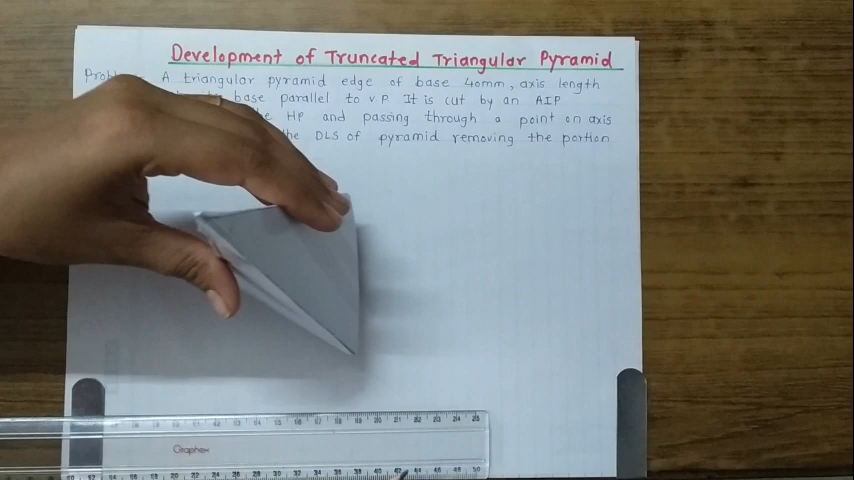 Development of Truncated Triangular Pyramid
A triangular pyramid edge of base 40mm, axis length
base parallel to V.P. It is cut by an AIP
HP and passing through a point on axis
the DLS of pyramid removing the portion
Graphex